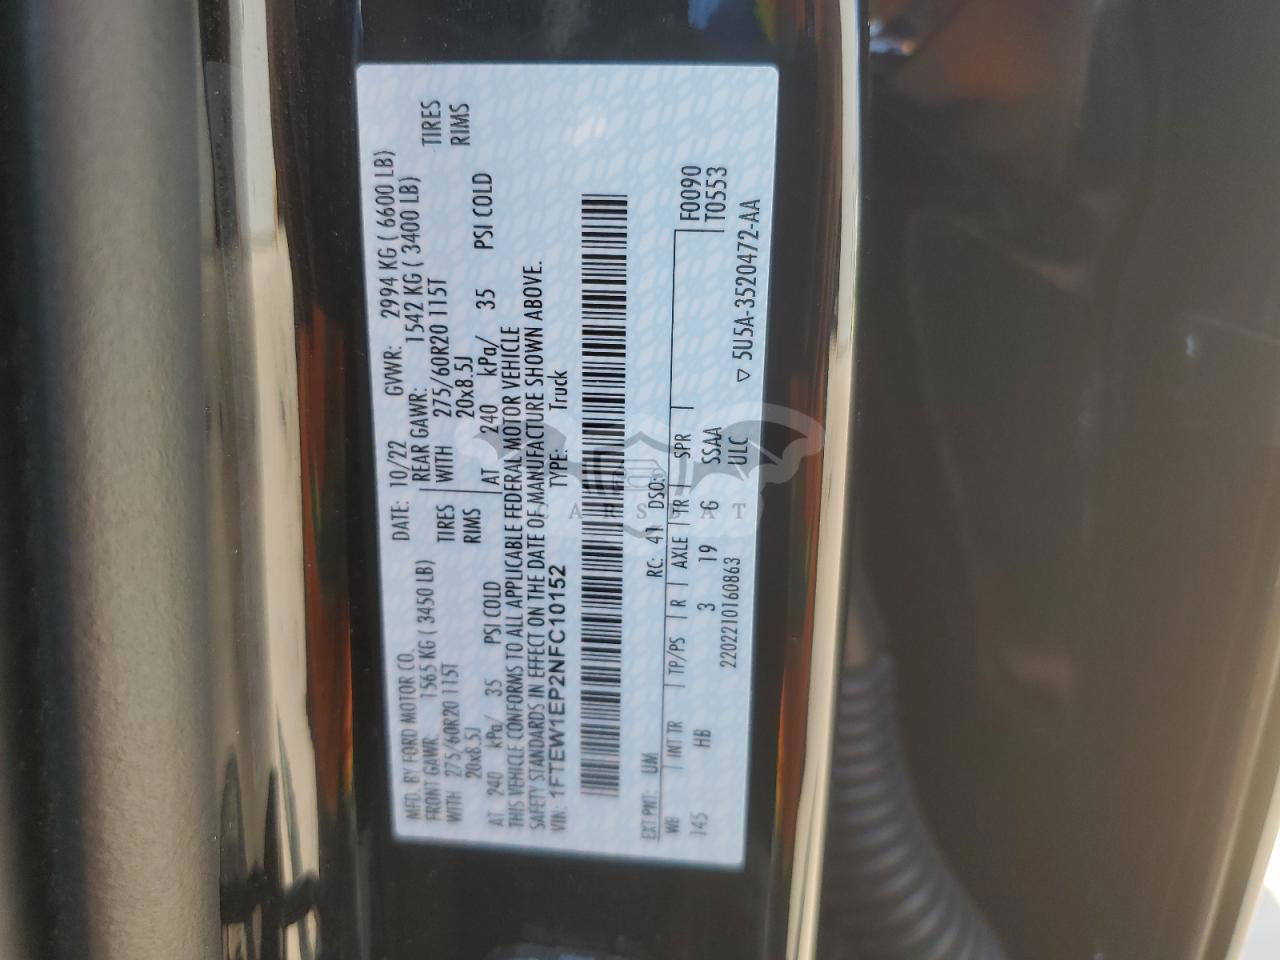 MFD. BY FORD MOTOR CO.
DATE: 10/22 GVWR: 2994 KG ( 6600 LB)
FRONT GAWR: 1565 KG ( 3450 LB) REAR GAWR: 1542 KG ( 3400 LB)
WITH 275/60R20 115T TIRES WITH 275/60R20 115T TIRES
20x8.5J RIMS 20x8.5J RIMS
AT 240 kPa/ 35 PSI COLD AT 240 kPa/ 35 PSI COLD
THIS VEHICLE CONFORMS TO ALL APPLICABLE FEDERAL MOTOR VEHICLE
SAFETY STANDARDS IN EFFECT ON THE DATE OF MANUFACTURE SHOWN ABOVE.
VIN: 1FTEW1EP2NFC10152 TYPE: Truck
EXT PNT: UM RC: 41 DSO:
WB INT TR TP/PS R AXLE TR SPR F0090
145 HB 3 19 G SSAA T0553
2202210160863 ULC
▽ 5U5A-3520472-AA
CARSBAT